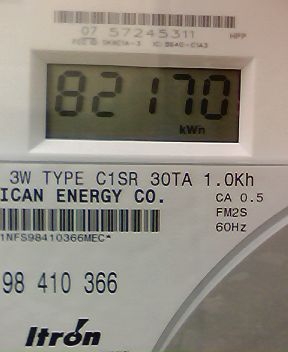 07 57245311
HPP
82170
kWh
3W TYPE C1SR 30TA 1.0Kh
ICAN ENERGY CO.
CA 0.5
FM2S
60Hz
1NFS98410366MEC*
98 410 366
Itron